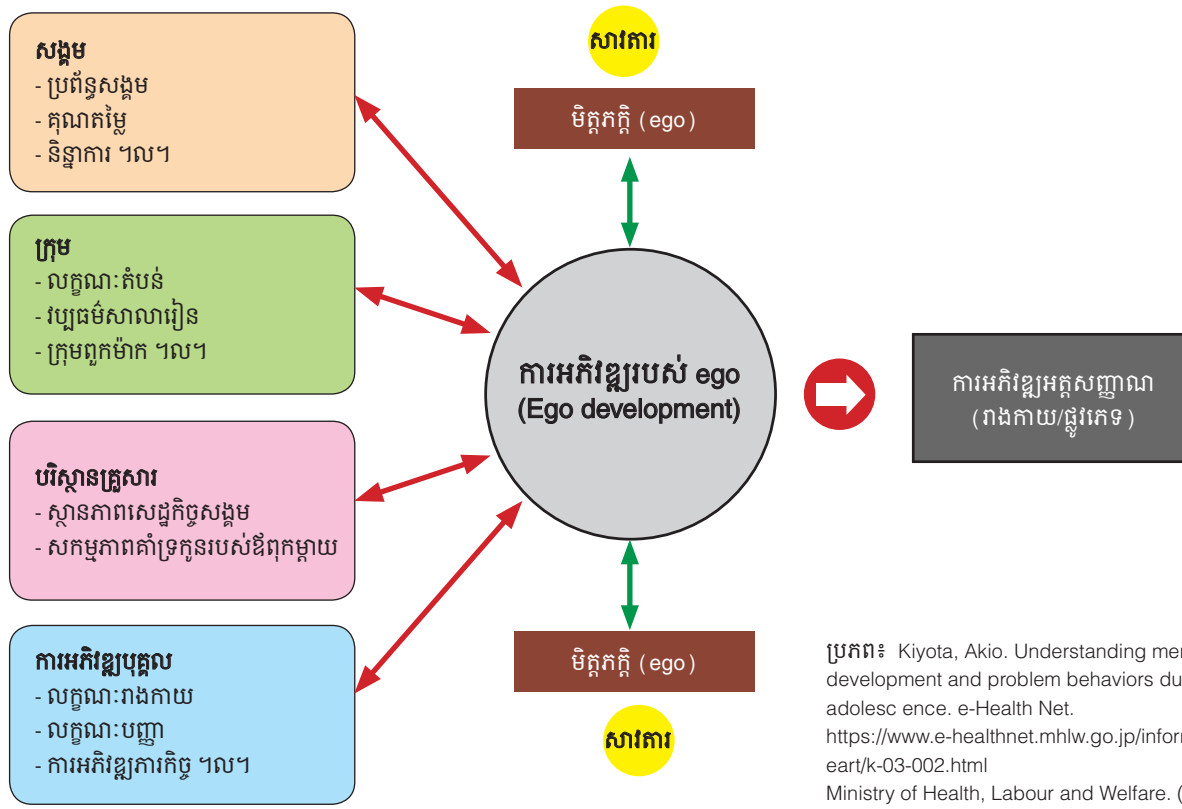 សង្គម
- ប្រព័ន្ធសង្គម
- គុណតម្លៃ
- និន្នាការ ។ល។
ក្រុម
- លក្ខណៈតំបន់
- វប្បធម៌សាលារៀន
- ក្រុមពួកម៉ាក ។ល។
បរិស្ថានគ្រួសារ
- ស្ថានភាពសេដ្ឋកិច្ចសង្គម
- សកម្មភាពគាំទ្រកូនរបស់ឪពុកម្តាយ
ការអភិវឌ្ឍបុគ្គល
- លក្ខណៈរាងកាយ
- លក្ខណៈបញ្ញា
- ការអភិវឌ្ឍភារកិច្ច ។ល។
សាវតារ
មិត្តភក្តិ (ego)
ការអភិវឌ្ឍរបស់ ego
(Ego development)
មិត្តភក្តិ (ego)
សាវតារ
ការអភិវឌ្ឍអត្តសញ្ញាណ
(រាងកាយ/ផ្លូវភេទ)
ប្រភព៖ Kiyota, Akio. Understanding
development and problem behaviors
adolesc ence. e-Health Net.
https://www.e-healthnet.mhlw.go.jp/infor
eart/k-03-002.html
Ministry of Health, Labour and Welfare. (